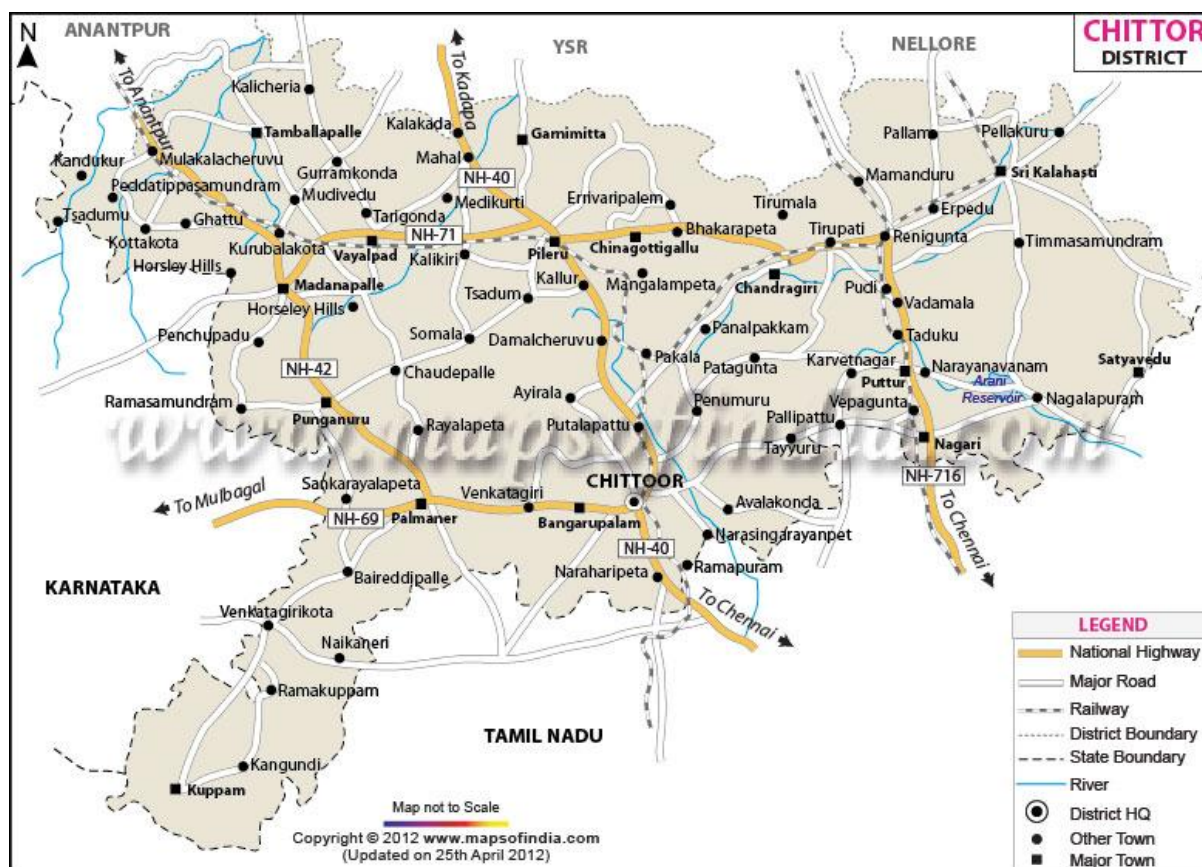 N
ANANTPUR
YSR
NELLORE
CHITTOR
DISTRICT
To Anantpur
To Kadapa
Kalicheria
Tamballapalle
Kalakada
Gamimitta
Pallam
Pellakuru
Kandukur
Mulakalacheruvu
Gurramkonda
Mahal
NH-40
Mamanduru
Sri Kalahasti
Peddatippasamundram
Mudivedu
Medikurti
Errivaripalem
Tirumala
Erpedu
Tsadumu
Ghattu
Tarigonda
NH-71
Bhakarapeta
Kottakota
Kurubalakota
Vayalpad
Kalikiri
Pileru
Chinagottigallu
Tirupati
Renigunta
Timmasamundram
Horsley Hills
Madanapalle
Kallur
Mangalampeta
Chandragiri
Pudi
Horseley Hills
Tsadum
Vadamala
Penchupadu
Somala
Damalcheruvu
Panalpakkam
Taduku
NH-42
Chaudepalle
Pakala
Patagunta
Karvetnagar
Puttur
Narayanavanam
Satyavedu
Arani
Reservoir
Ramasamundram
Punganuru
Ayirala
Penumuru
Pallipattu
Vepagunta
Nagalapuram
Rayalapeta
Putalapattu
Tayyuru
Nagari
www.mapsofindia.com
Sankarayalapeta
Venkatagiri
CHITTOOR
NH-716
To Mulbagal
NH-69
Palmaner
Bangarupalam
Avalakonda
To Chennai
NH-40
Narasingarayanpet
KARNATAKA
Baireddipalle
Naraharipeta
Ramapuram
To Chennai
Venkatagirikota
Naikaneri
Ramakuppam
TAMIL NADU
Kangundi
Kuppam
Map not to Scale
Copyright © 2012 www.mapsofindia.com
(Updated on 25th April 2012)
LEGEND
National Highway
Major Road
Railway
District Boundary
State Boundary
River
District HQ
Other Town
Major Town